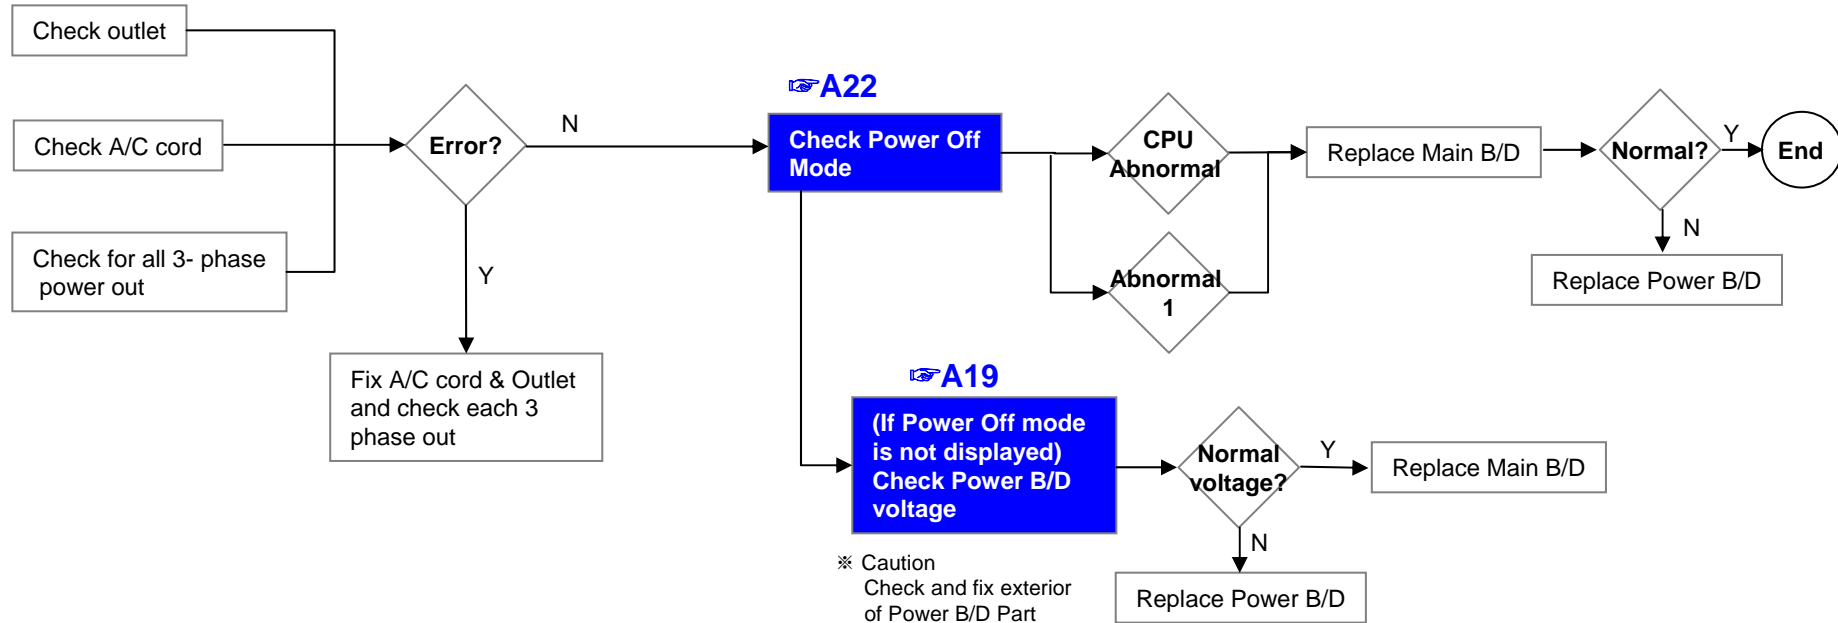 Check outlet
Check A/C cord
Check for all 3- phase
power out
Error?
N
Y
Fix A/C cord & Outlet
and check each 3
phase out
☞A22
Check Power Off
Mode
CPU
Abnormal
Abnormal
1
Replace Main B/D
Normal?
Y
End
N
Replace Power B/D
☞A19
(If Power Off mode
is not displayed)
Check Power B/D
voltage
※ Caution
Check and fix exterior
of Power B/D Part
Normal
voltage?
Y
Replace Main B/D
N
Replace Power B/D